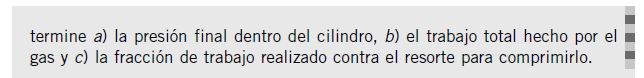 termine a) la presión final dentro del cilindro, b) el trabajo total hecho por el
gas y c) la fracción de trabajo realizado contra el resorte para comprimirlo.